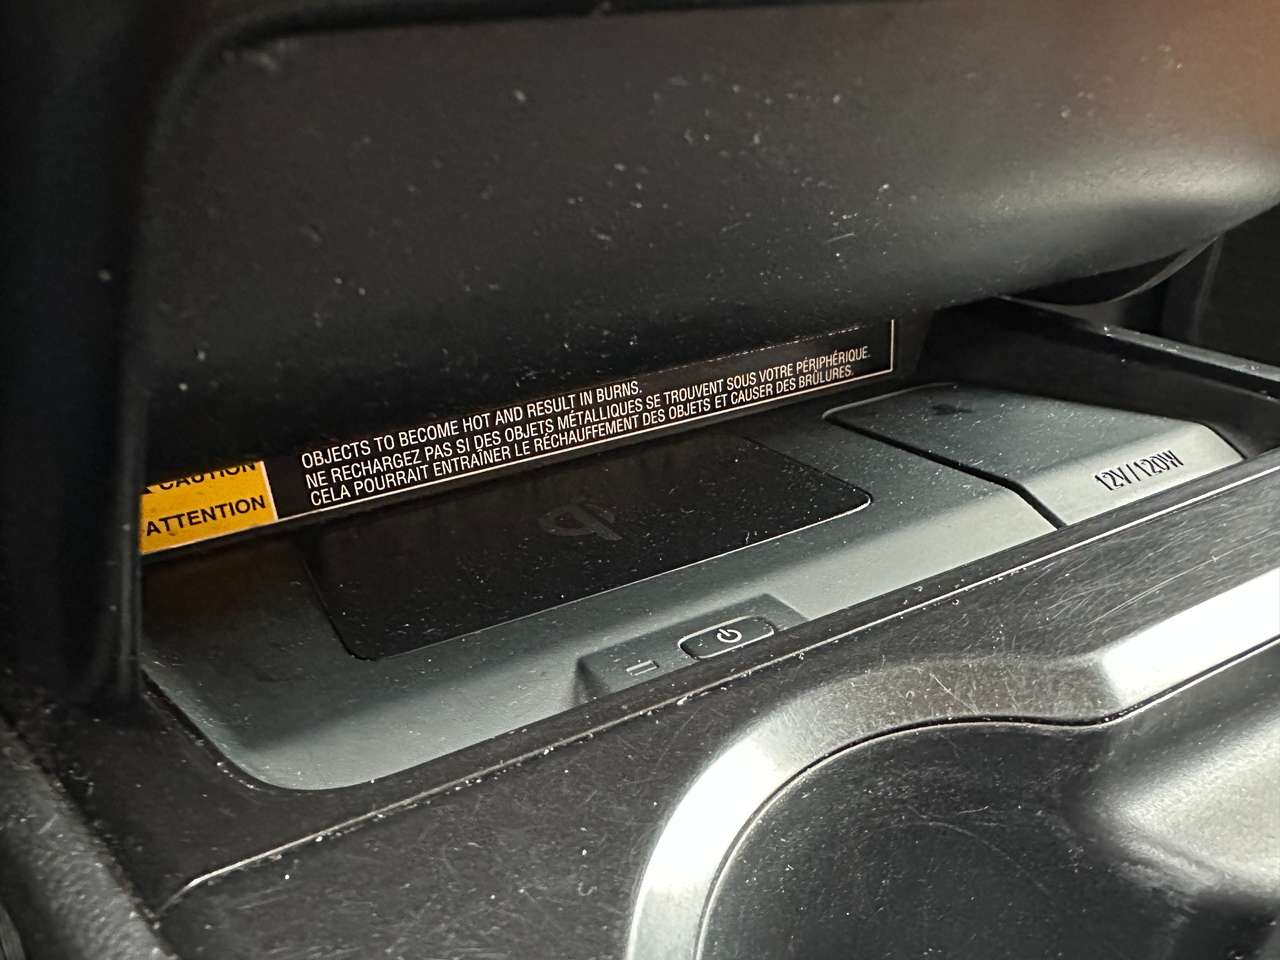 CAUTION
ATTENTION
OBJECTS TO BECOME HOT AND RESULT IN BURNS.
NE RECHARGEZ PAS SI DES OBJETS MÉTALLIQUES SE TROUVENT SOUS VOTRE PÉRIPHÉRIQUE.
CELA POURRAIT ENTRAÎNER LE RÉCHAUFFEMENT DES OBJETS ET CAUSER DES BRÛLURES.
12V/120W